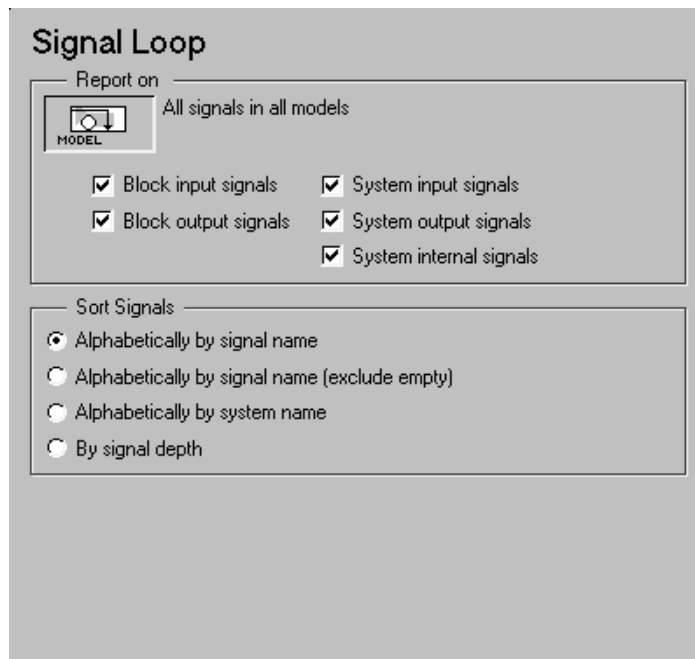 Signal Loop
Report on
All signals in all models
MODEL
Block input signals
System input signals
Block output signals
System output signals
System internal signals
Sort Signals
Alphabetically by signal name
Alphabetically by signal name (exclude empty)
Alphabetically by system name
By signal depth